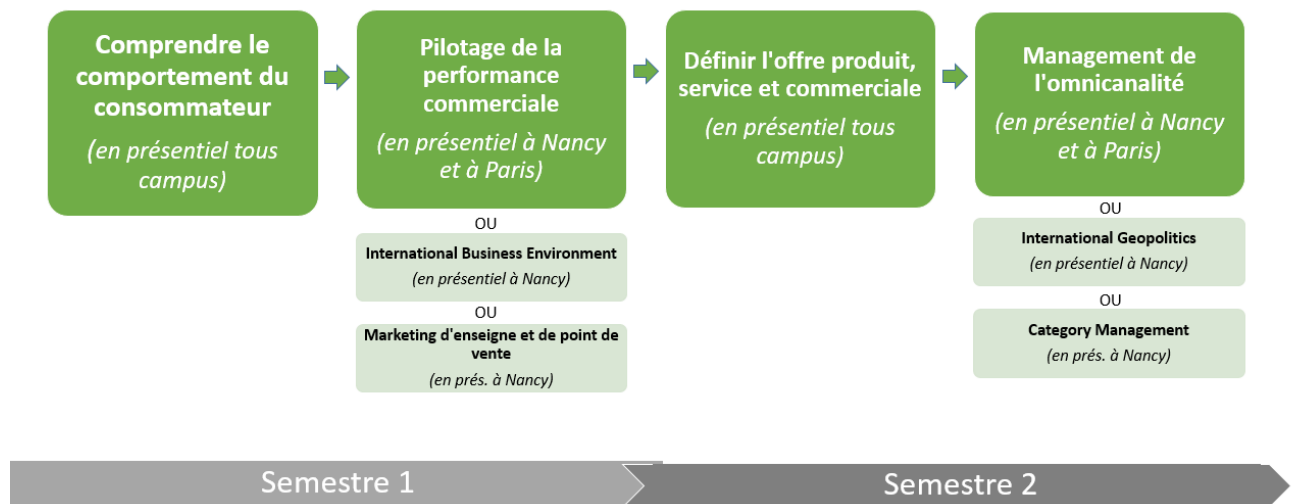 Comprendre le
comportement du
consommateur
(en présentiel tous
campus)
Pilotage de la
performance
commerciale
(en présentiel à Nancy
et à Paris)
OU
International Business Environment
(en présentiel à Nancy)
OU
Marketing d'enseigne et de point de
vente
(en prés. à Nancy)
Définir l'offre produit,
service et commerciale
(en présentiel tous
campus)
Management de
l'omnicanalité
(en présentiel à Nancy
et à Paris)
OU
International Geopolitics
(en présentiel à Nancy)
OU
Category Management
(en prés. à Nancy)
Semestre 1
Semestre 2